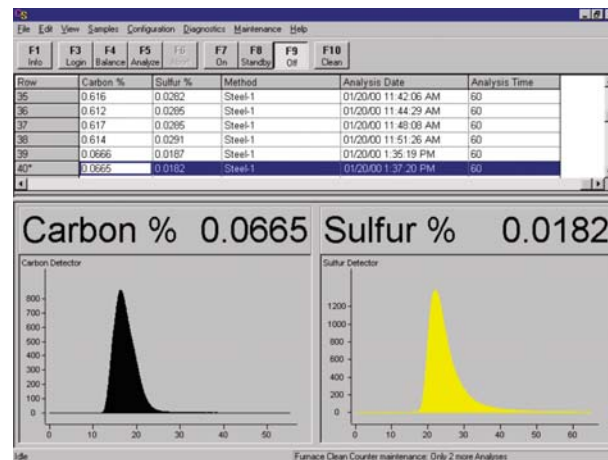 File Edit View Samples Configuration Diagnostics Maintenance Help
F1 F3 F4 F5 F6 F7 F8 F9 F10
Info Login Balance Analyze On Standby Off Clean
Row Carbon % Sulfur % Method Analysis Date Analysis Time
35 0.616 0.0282 Steel-1 01/20/00 11:42:06 AM 60
36 0.612 0.0285 Steel-1 01/20/00 11:44:29 AM 60
37 0.617 0.0285 Steel-1 01/20/00 11:48:08 AM 60
38 0.614 0.0291 Steel-1 01/20/00 11:51:26 AM 60
39 0.0666 0.0187 Steel-1 01/20/00 1:35:19 PM 60
40* 0.0665 0.0182 Steel-1 01/20/00 1:37:20 PM 60
Carbon % 0.0665 Sulfur % 0.0182
Carbon Detector Sulfur Detector
800
700
600
500
400
300
200
100
0
0 10 20 30 40 50
1200
1000
800
600
400
200
0
0 10 20 30 40 50 60
Idle Furnace Clean Counter maintenance: Only 2 more Analyses